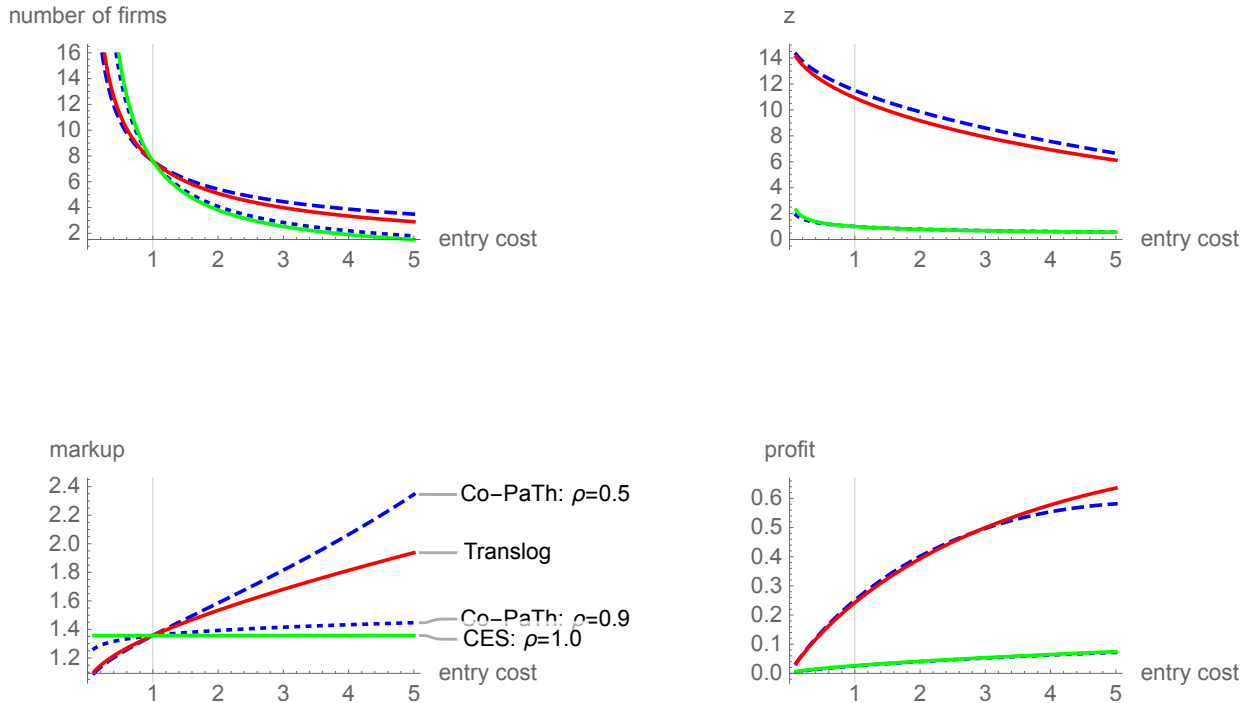 number of firms
16
14
12
10
8
6
4
2
1 2 3 4 5
entry cost
z
14
12
10
8
6
4
2
0
1 2 3 4 5
entry cost
markup
2.4
2.2
2.0
1.8
1.6
1.4
1.2
1 2 3 4 5
entry cost
Co-PaTh: ρ=0.5
Translog
Co-PaTh: ρ=0.9
CES: ρ=1.0
profit
0.6
0.5
0.4
0.3
0.2
0.1
0.0
1 2 3 4 5
entry cost